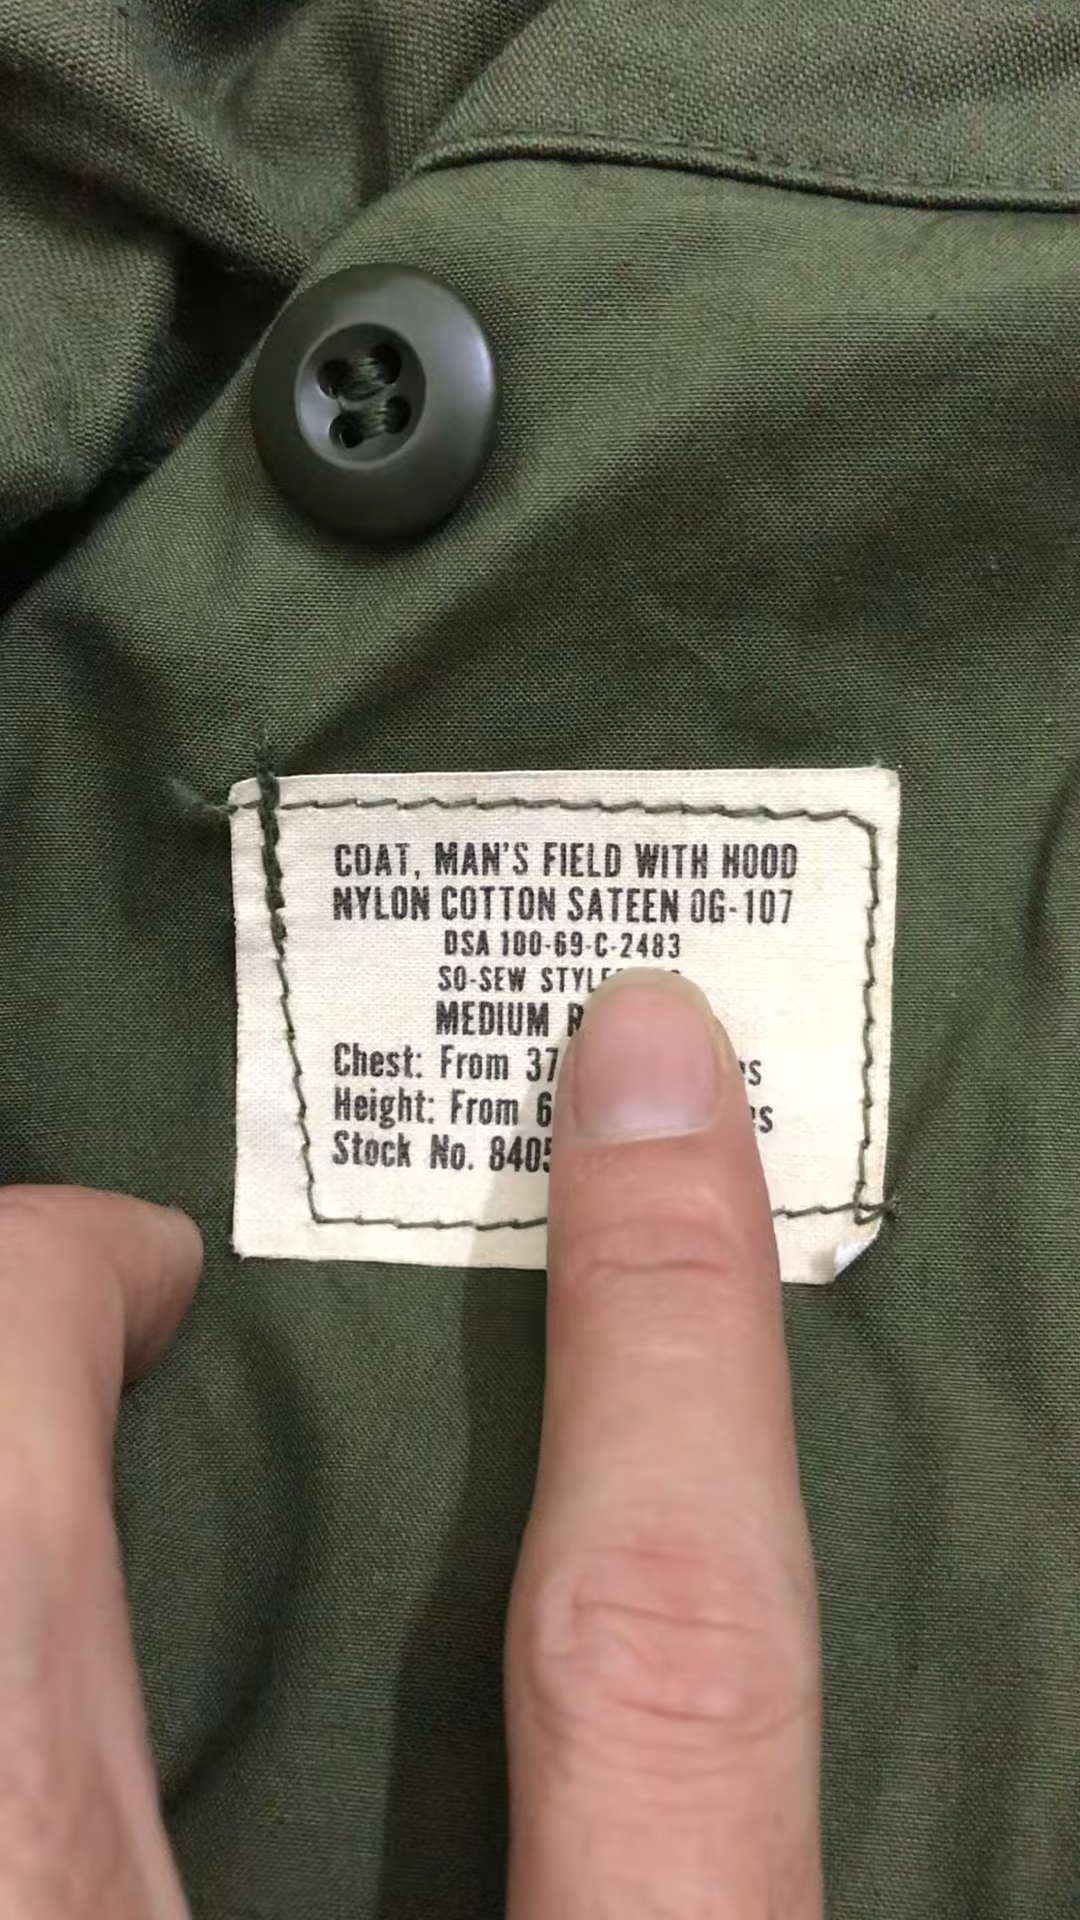 COAT, MAN'S FIELD WITH HOOD
NYLON COTTON SATEEN OG-107
DSA 100-69-C-2483
SO-SEW
MEDIUM
Chest: From 37
Height: From
Stock No.